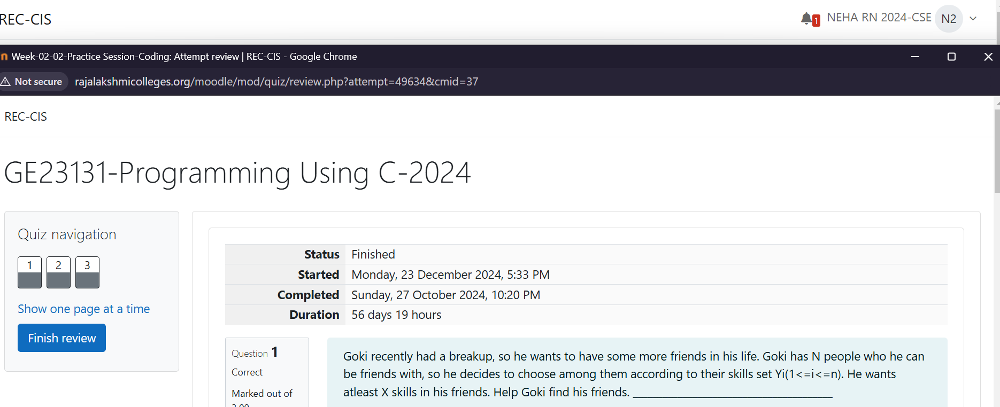 REC-CIS
1 NEHA RN 2024-CSE N2
Week-02-02-Practice Session-Coding: Attempt review | REC-CIS - Google Chrome
Not secure rajalakshmicolleges.org/moodle/mod/quiz/review.php?attempt=49634&cmid=37
REC-CIS
GE23131-Programming Using C-2024
Quiz navigation
1 2 3
Show one page at a time
Finish review
Status Finished
Started Monday, 23 December 2024, 5:33 PM
Completed Sunday, 27 October 2024, 10:20 PM
Duration 56 days 19 hours
Question 1
Correct
Marked out of
Goki recently had a breakup, so he wants to have some more friends in his life. Goki has N people who he can
be friends with, so he decides to choose among them according to their skills set Yi(1<=i<=n). He wants
atleast X skills in his friends. Help Goki find his friends. ________________________________